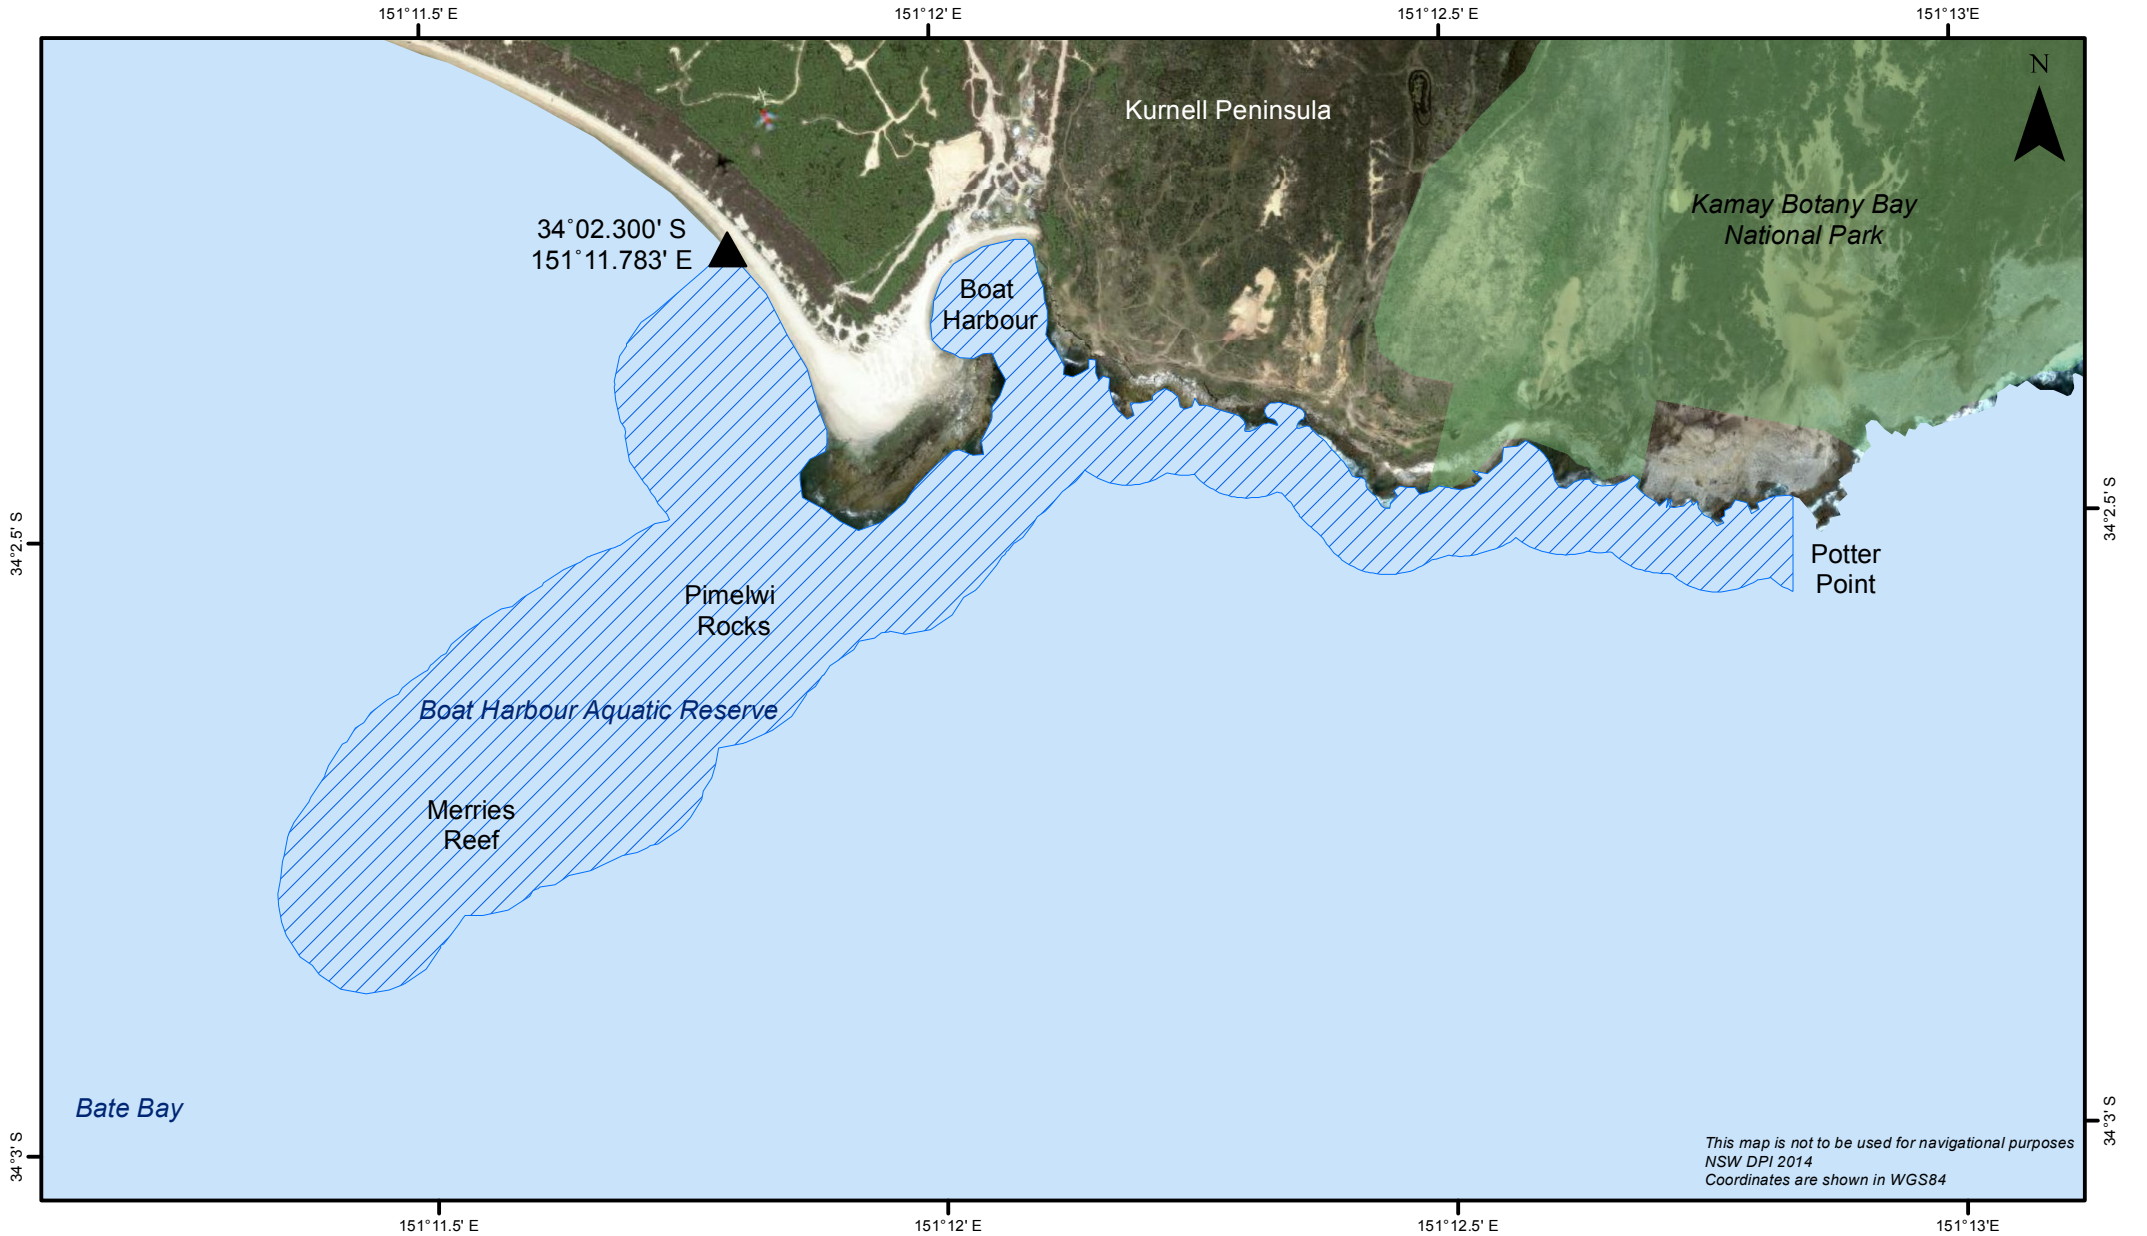 151°11.5' E
151°12' E
151°12.5' E
151°13'E
N
Kurnell Peninsula
Kamay Botany Bay
National Park
34°02.300' S
151°11.783' E
Boat
Harbour
34°2.5' S
34°2.5' S
Potter
Point
Pimelwi
Rocks
Boat Harbour Aquatic Reserve
Merries
Reef
Bate Bay
34°3' S
34°3' S
This map is not to be used for navigational purposes
NSW DPI 2014
Coordinates are shown in WGS84
151°11.5' E
151°12' E
151°12.5' E
151°13'E